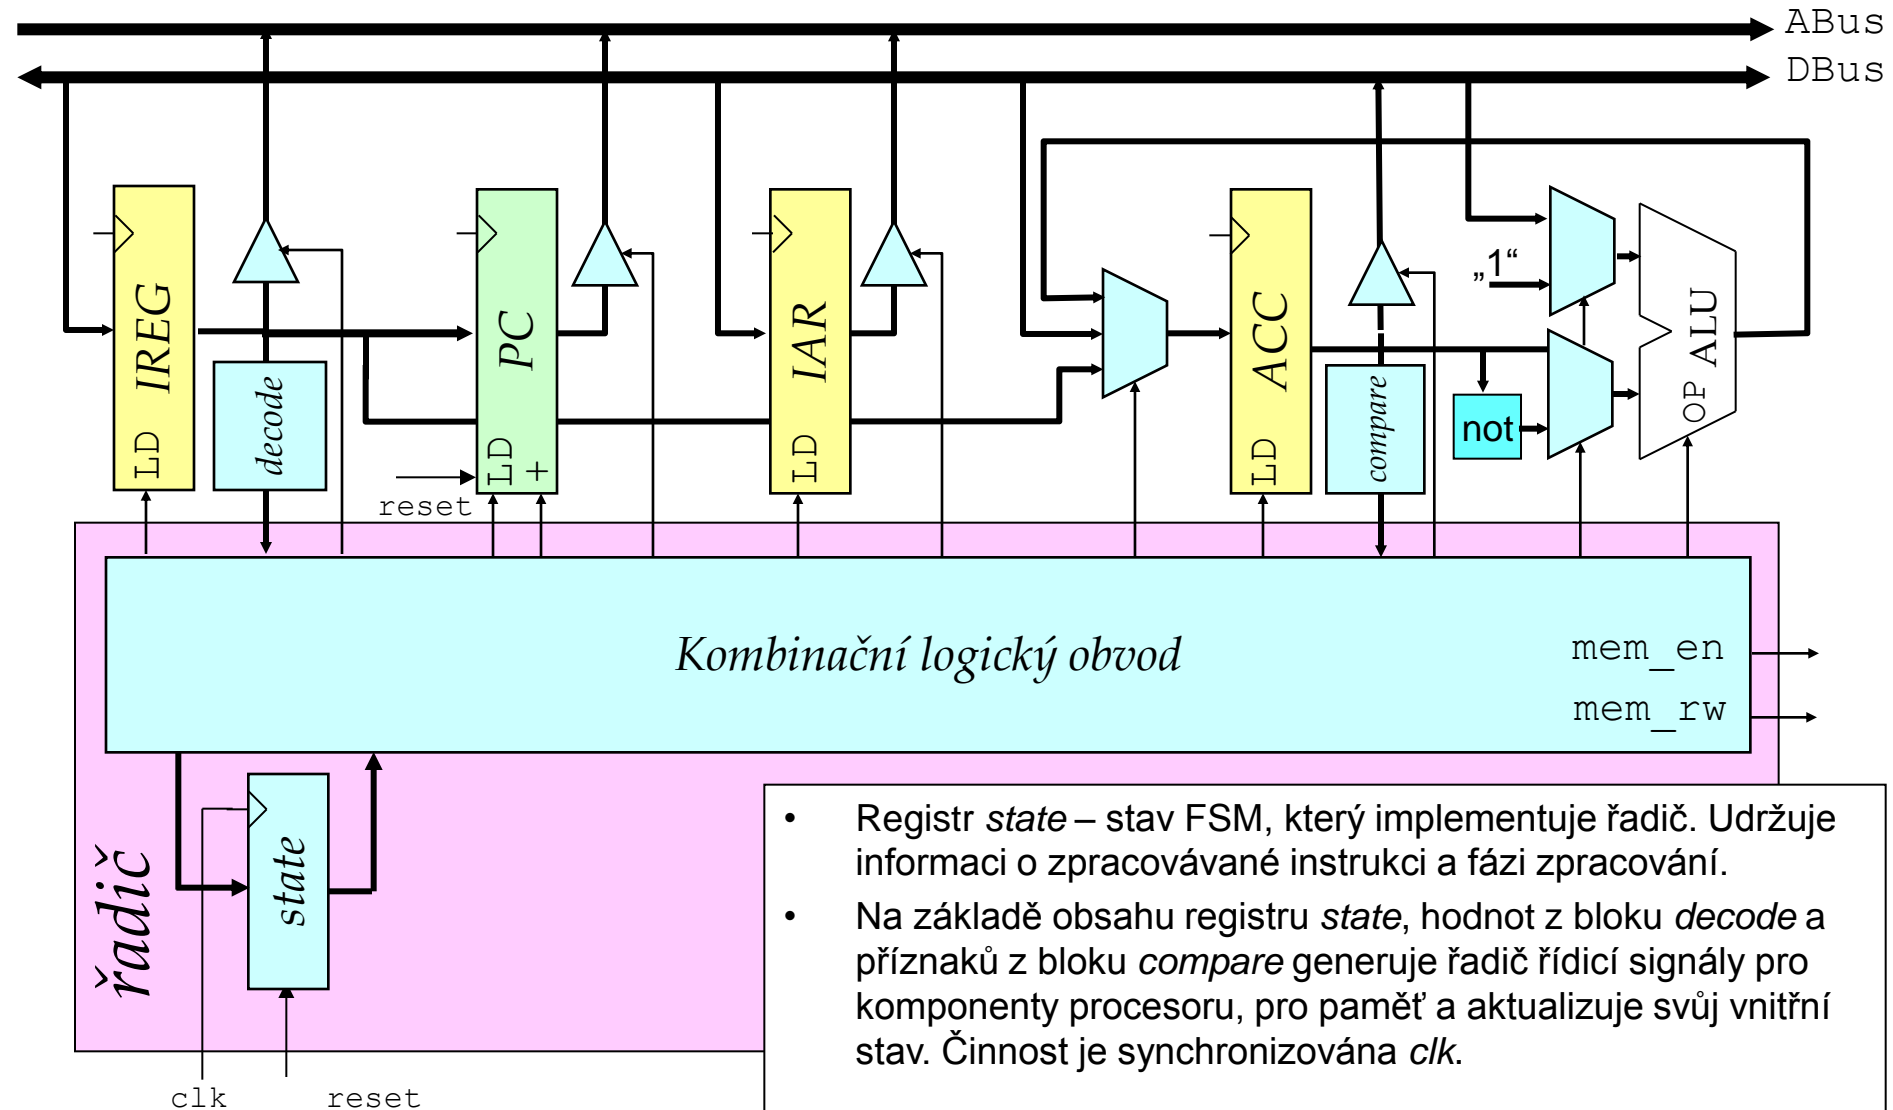 ABus
DBus
LD IREG
decode
LD + PC
reset
LD IAR
LD ACC
compare
„1“
not
OP ALU
Kombinační logický obvod
mem_en
mem_rw
řadič
state
clk
reset
• Registr state – stav FSM, který implementuje řadič. Udržuje
informaci o zpracovávané instrukci a fázi zpracování.
• Na základě obsahu registru state, hodnot z bloku decode a
příznaků z bloku compare generuje řadič řídicí signály pro
komponenty procesoru, pro paměť a aktualizuje svůj vnitřní
stav. Činnost je synchronizována clk.